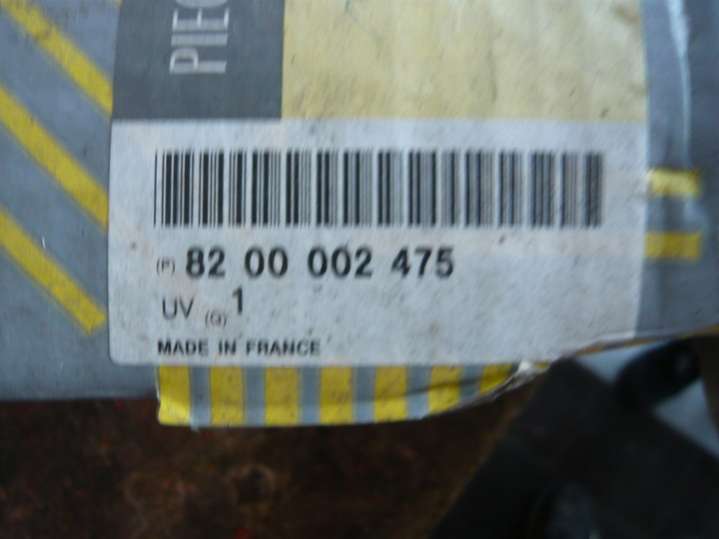 PIEC
(P) 82 00 002 475
UV (Q) 1
MADE IN FRANCE